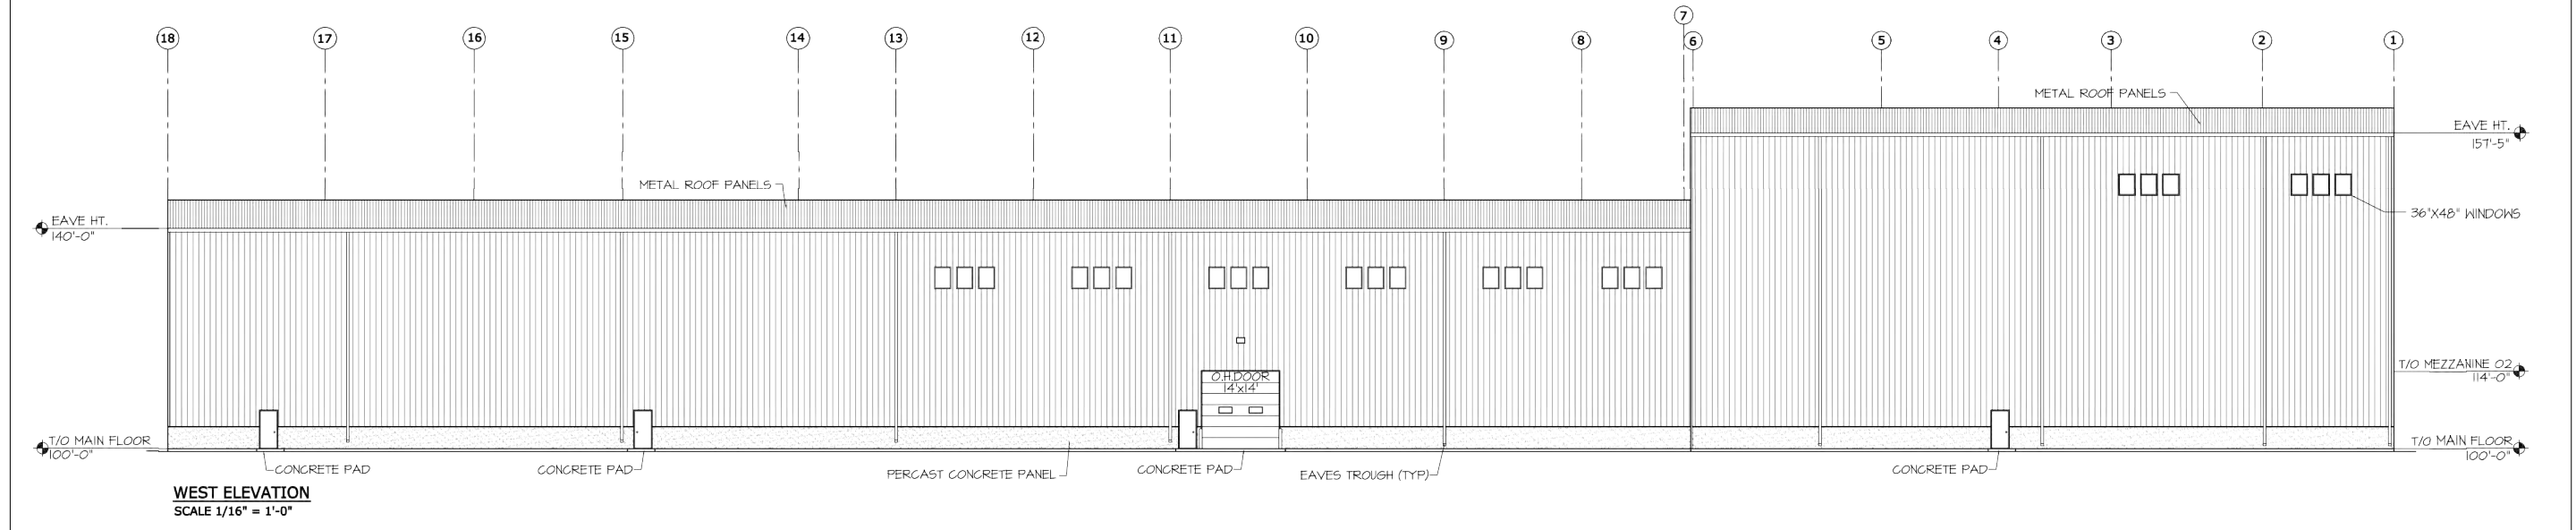 18 17 16 15 14 13 12 11 10 9 8 7 6 5 4 3 2 1
METAL ROOF PANELS
EAVE HT.
157'-5"
METAL ROOF PANELS
36"X48" WINDOWS
EAVE HT.
140'-0"
T/O MEZZANINE 02
114'-0"
O.H.DOOR
14'x14'
T/O MAIN FLOOR
100'-0"
T/O MAIN FLOOR
100'-0"
CONCRETE PAD
CONCRETE PAD
PERCAST CONCRETE PANEL
CONCRETE PAD
EAVES TROUGH (TYP)
CONCRETE PAD
WEST ELEVATION
SCALE 1/16" = 1'-0"